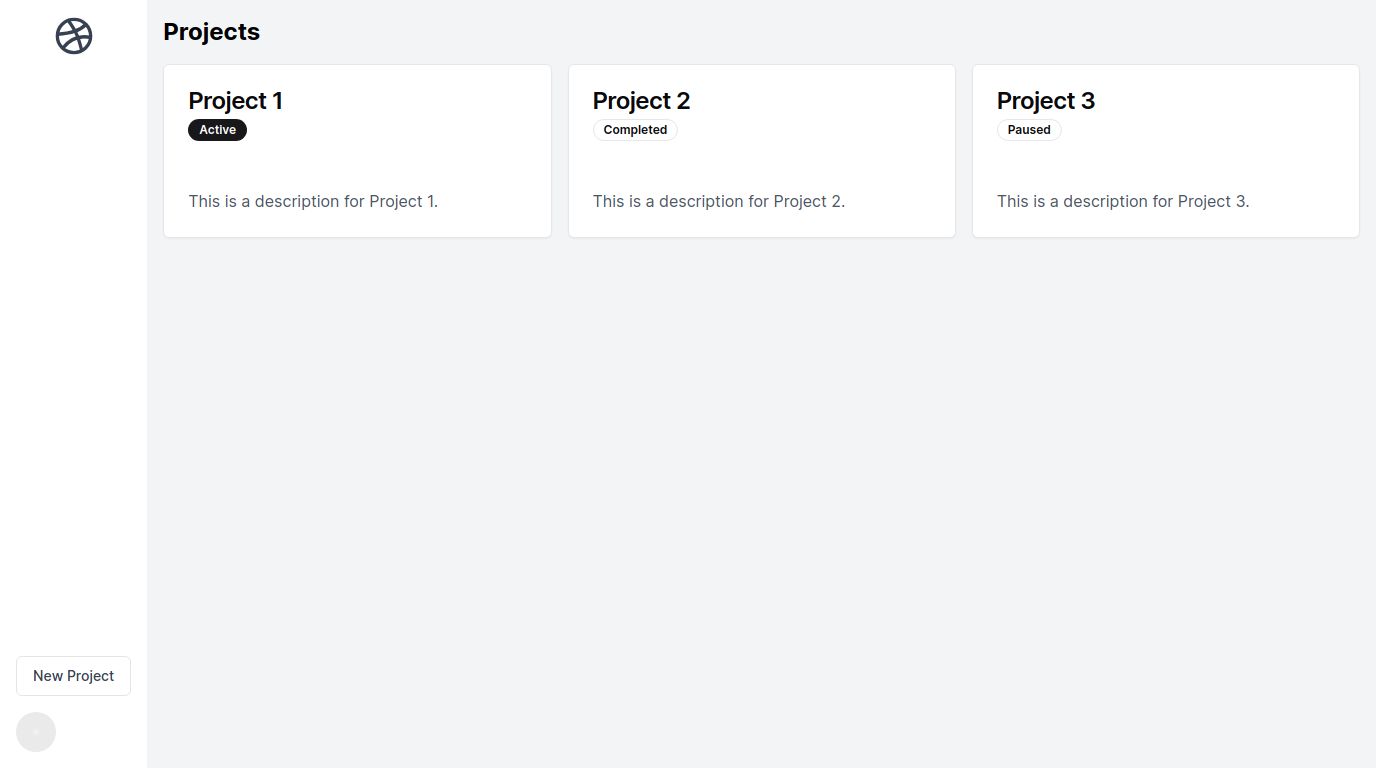 Projects
Project 1
Active
This is a description for Project 1.
Project 2
Completed
This is a description for Project 2.
Project 3
Paused
This is a description for Project 3.
New Project